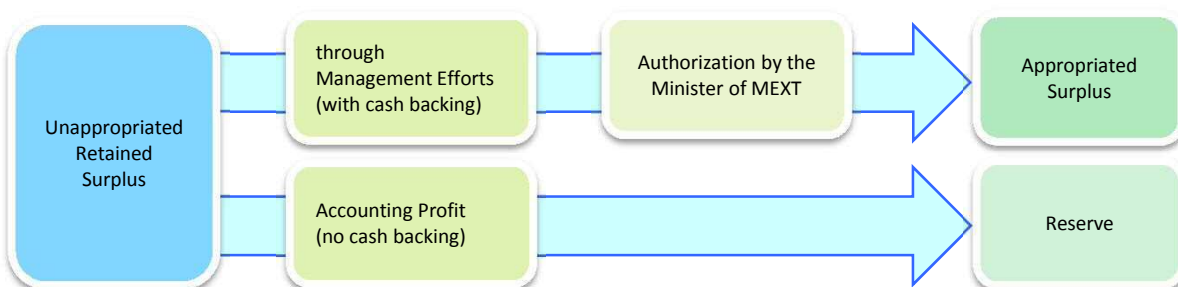 Unappropriated
Retained
Surplus
through
Management Efforts
(with cash backing)
Authorization by the
Minister of MEXT
Appropriated
Surplus
Accounting Profit
(no cash backing)
Reserve